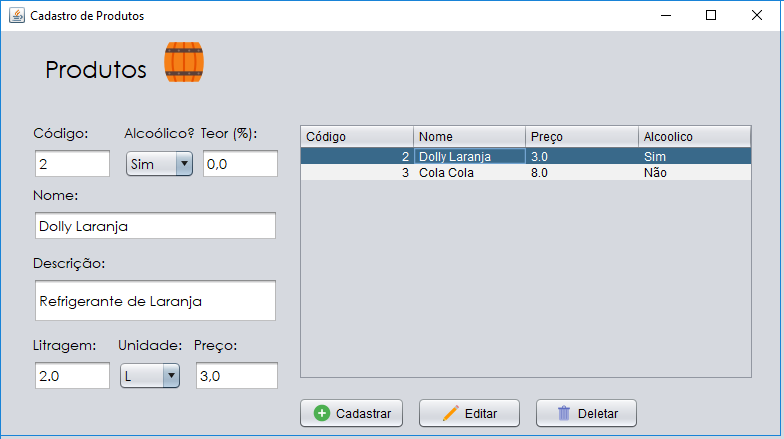 Cadastro de Produtos
Produtos
Código: Alcoólico? Teor (%):
2 Sim 0,0
Nome:
Dolly Laranja
Descrição:
Refrigerante de Laranja
Litragem: Unidade: Preço:
2.0 L 3,0
Código Nome Preço Alcoolico
2 Dolly Laranja 3.0 Sim
3 Cola Cola 8.0 Não
Cadastrar Editar Deletar